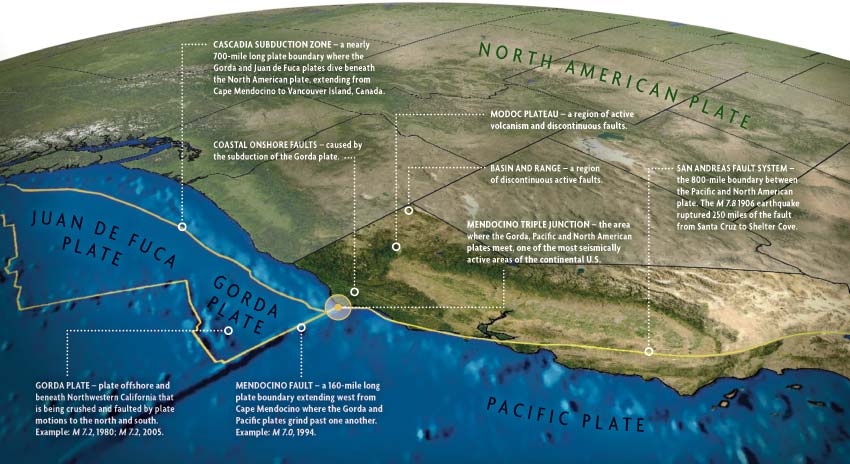 CASCADIA SUBDUCTION ZONE – a nearly
700-mile long plate boundary where the
Gorda and Juan de Fuca plates dive beneath
the North American plate, extending from
Cape Mendocino to Vancouver Island, Canada.
NORTH AMERICAN PLATE
MODOC PLATEAU – a region of active
volcanism and discontinuous faults.
COASTAL ONSHORE FAULTS – caused by
the subduction of the Gorda plate.
BASIN AND RANGE – a region
of discontinuous active faults.
SAN ANDREAS FAULT SYSTEM –
the 800-mile boundary between
the Pacific and North American
plate. The M 7.8 1906 earthquake
ruptured 250 miles of the fault
from Santa Cruz to Shelter Cove.
MENDOCINO TRIPLE JUNCTION – the area
where the Gorda, Pacific and North American
plates meet, one of the most seismically
active areas of the continental U.S.
JUAN DE FUCA
PLATE
GORDA
PLATE
GORDA PLATE – plate offshore and
beneath Northwestern California that
is being crushed and faulted by plate
motions to the north and south.
Example: M 7.2, 1980; M 7.2, 2005.
MENDOCINO FAULT – a 160-mile long
plate boundary extending west from
Cape Mendocino where the Gorda and
Pacific plates grind past one another.
Example: M 7.0, 1994.
PACIFIC PLATE